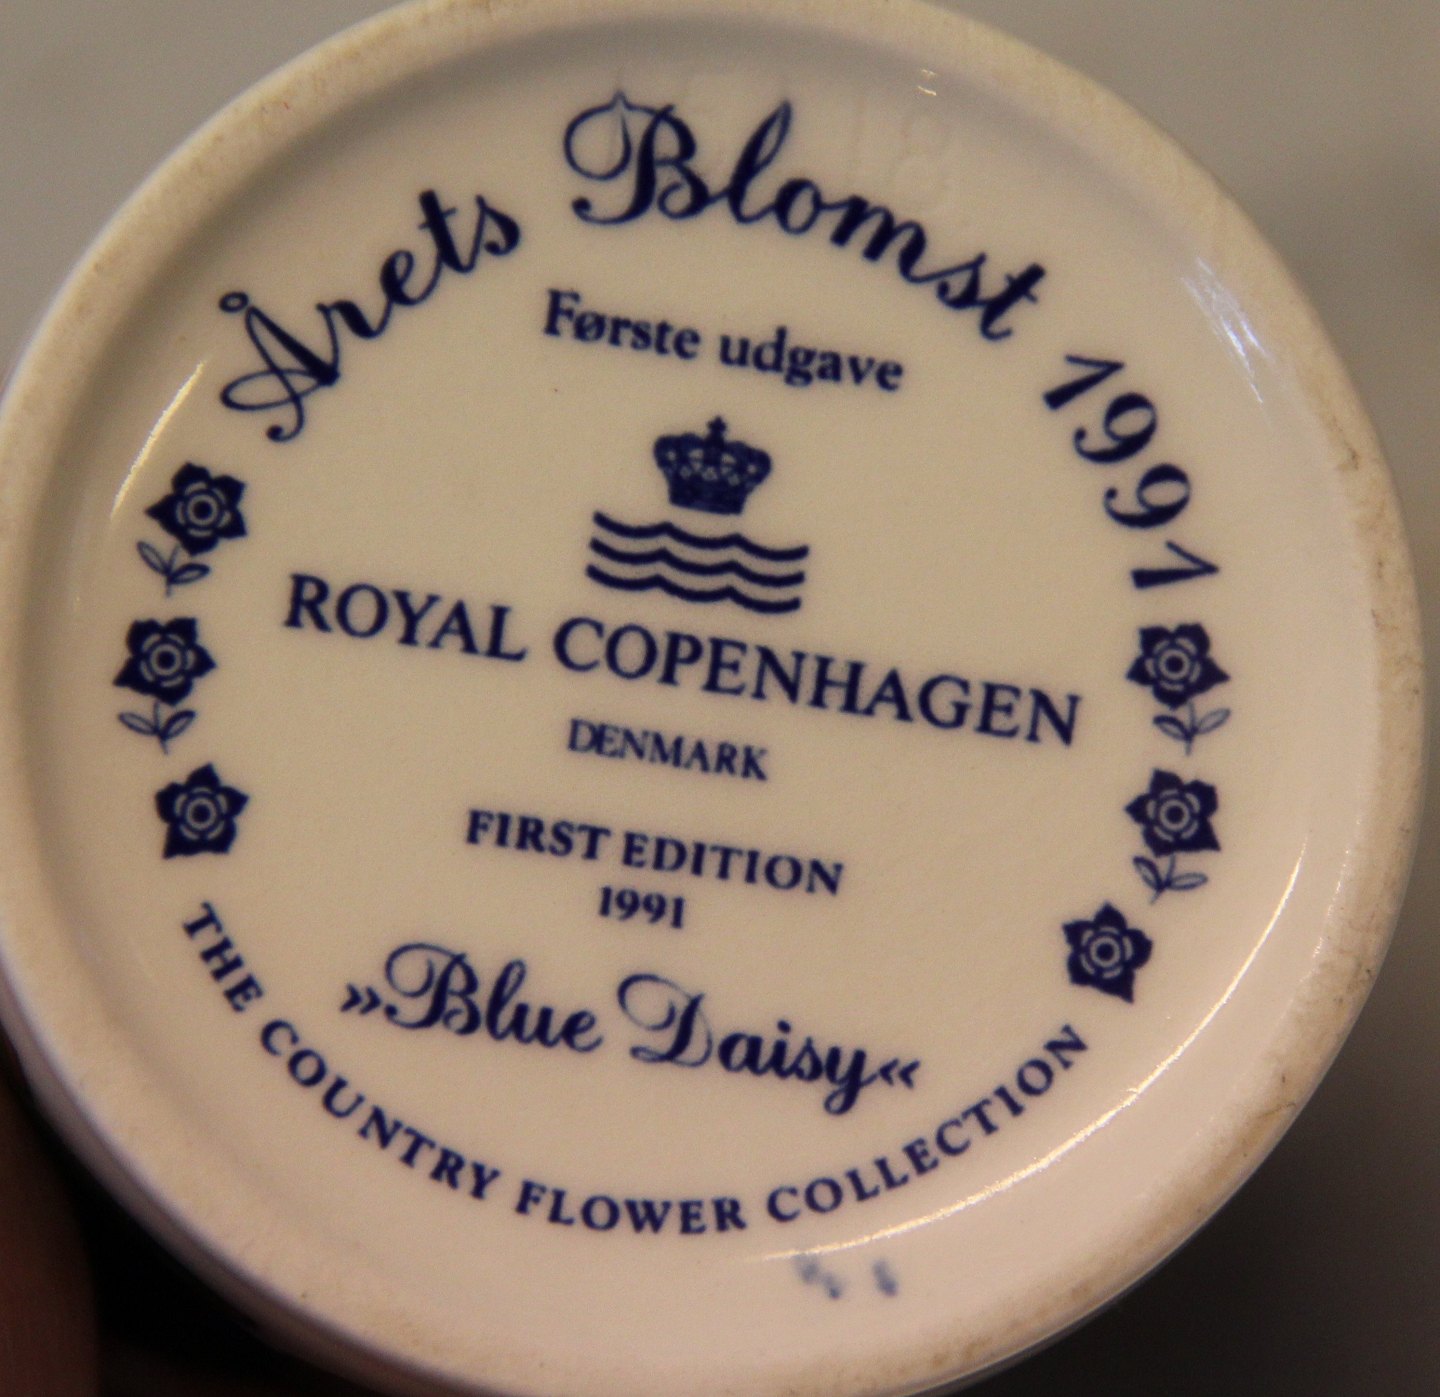 Årets Blomst 1991
Første udgave
ROYAL COPENHAGEN
DENMARK
FIRST EDITION
1991
»Blue Daisy«
THE COUNTRY FLOWER COLLECTION